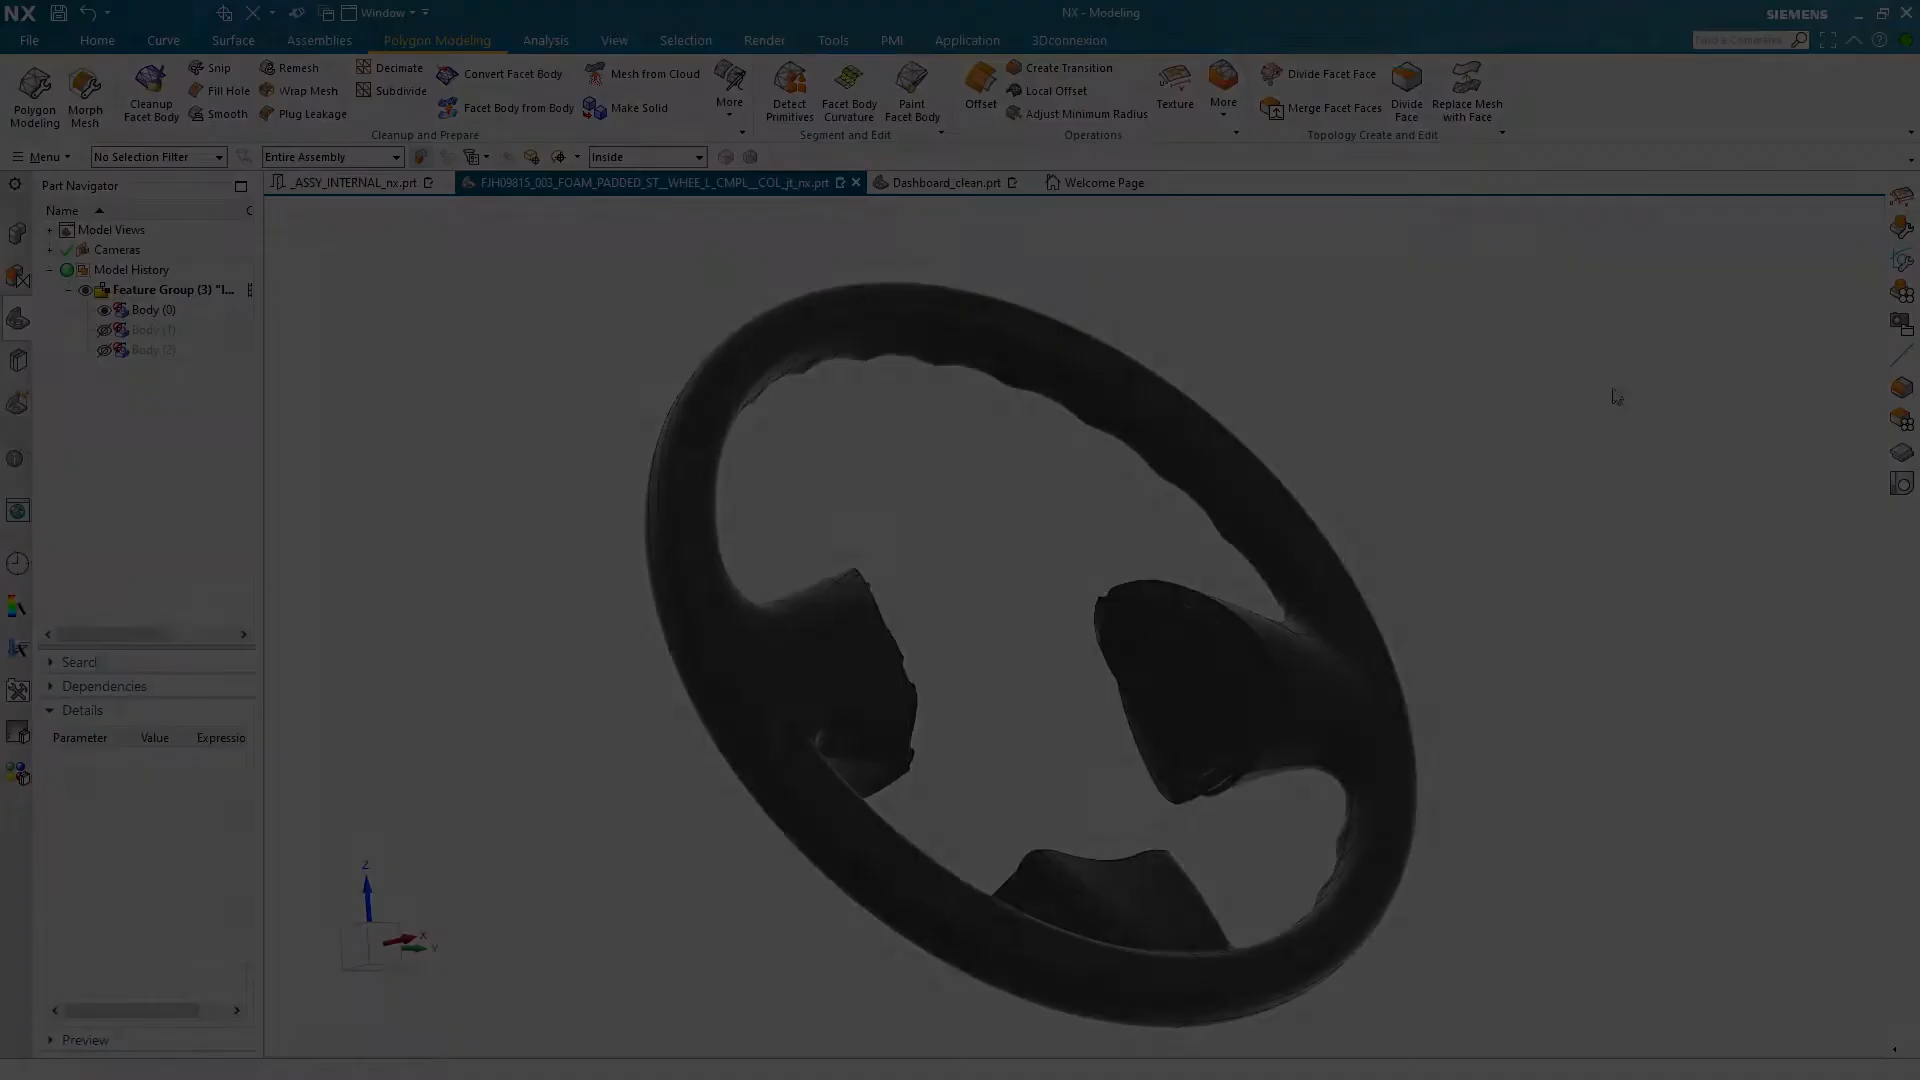 NX
Window
NX - Modeling
SIEMENS
File
Home
Curve
Surface
Assemblies
Polygon Modeling
Analysis
View
Selection
Render
Tools
PMI
Application
3Dconnexion
Find a Command
Polygon Modeling
Morph Mesh
Cleanup Facet Body
Snip
Fill Hole
Smooth
Remesh
Wrap Mesh
Plug Leakage
Decimate
Subdivide
Convert Facet Body
Facet Body from Body
Mesh from Cloud
Make Solid
More
Cleanup and Prepare
Detect Primitives
Facet Body Curvature
Paint Facet Body
Segment and Edit
Offset
Create Transition
Local Offset
Adjust Minimum Radius
Texture
More
Operations
Divide Facet Face
Merge Facet Faces
Divide Face
Replace Mesh with Face
Topology Create and Edit
Menu
No Selection Filter
Entire Assembly
Inside
Part Navigator
_ASSY_INTERNAL_nx.prt
FJH09815_003_FOAM_PADDED_ST__WHEE_L_CMPL__COL_jt_nx.prt
Dashboard_clean.prt
Welcome Page
Name
C
Model Views
Cameras
Model History
Feature Group (3) "I...
Body (0)
Body (1)
Body (2)
Searcl
Dependencies
Details
Parameter
Value
Expressio
Preview
Z
X
Y